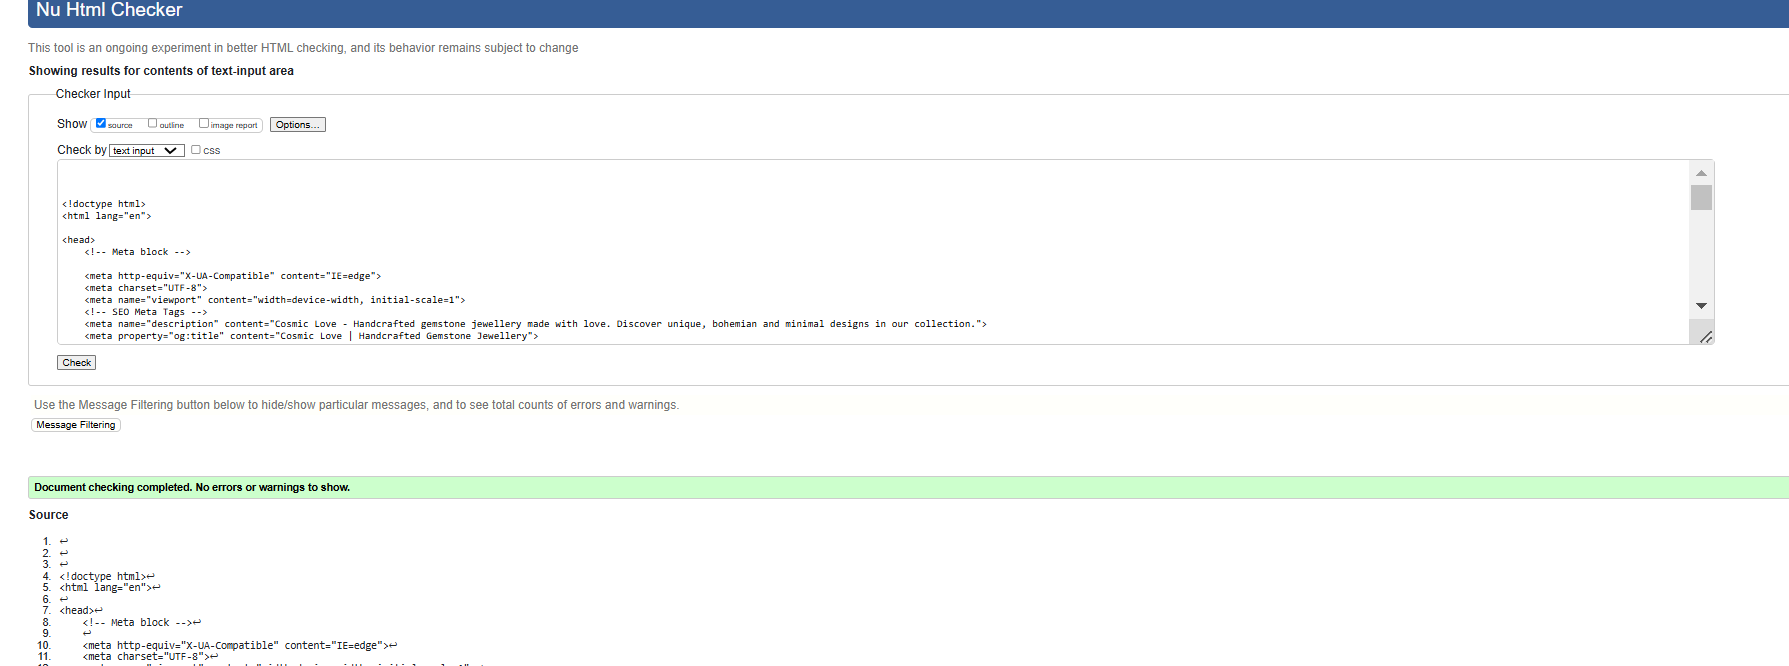 Nu Html Checker
This tool is an ongoing experiment in better HTML checking, and its behavior remains subject to change
Showing results for contents of text-input area
Checker Input
Show source outline image report Options...
Check by text input css
<!doctype html>
<html lang="en">
<head>
<!-- Meta block -->
<meta http-equiv="X-UA-Compatible" content="IE=edge">
<meta charset="UTF-8">
<meta name="viewport" content="width=device-width, initial-scale=1">
<!-- SEO Meta Tags -->
<meta name="description" content="Cosmic Love - Handcrafted gemstone jewellery made with love. Discover unique, bohemian and minimal designs in our collection.">
<meta property="og:title" content="Cosmic Love | Handcrafted Gemstone Jewellery">
Check
Use the Message Filtering button below to hide/show particular messages, and to see total counts of errors and warnings.
Message Filtering
Document checking completed. No errors or warnings to show.
Source
1. ↩
2. ↩
3. ↩
4. <!doctype html>↩
5. <html lang="en">↩
6. ↩
7. <head>↩
8. <!-- Meta block -->↩
9. ↩
10. <meta http-equiv="X-UA-Compatible" content="IE=edge">↩
11. <meta charset="UTF-8">↩